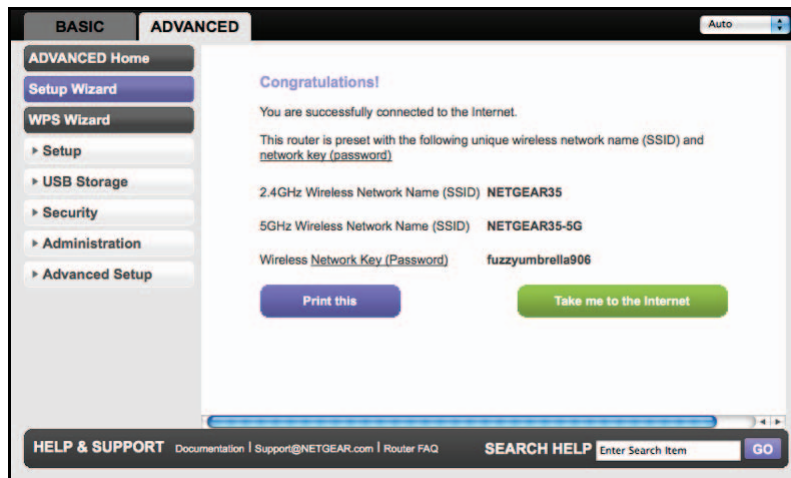 BASIC ADVANCED Auto
ADVANCED Home
Setup Wizard
WPS Wizard
Setup
USB Storage
Security
Administration
Advanced Setup
Congratulations!
You are successfully connected to the Internet.
This router is preset with the following unique wireless network name (SSID) and
network key (password)
2.4GHz Wireless Network Name (SSID) NETGEAR35
5GHz Wireless Network Name (SSID) NETGEAR35-5G
Wireless Network Key (Password) fuzzyumbrella906
Print this Take me to the Internet
HELP & SUPPORT Documentation | Support@NETGEAR.com | Router FAQ SEARCH HELP Enter Search Item GO